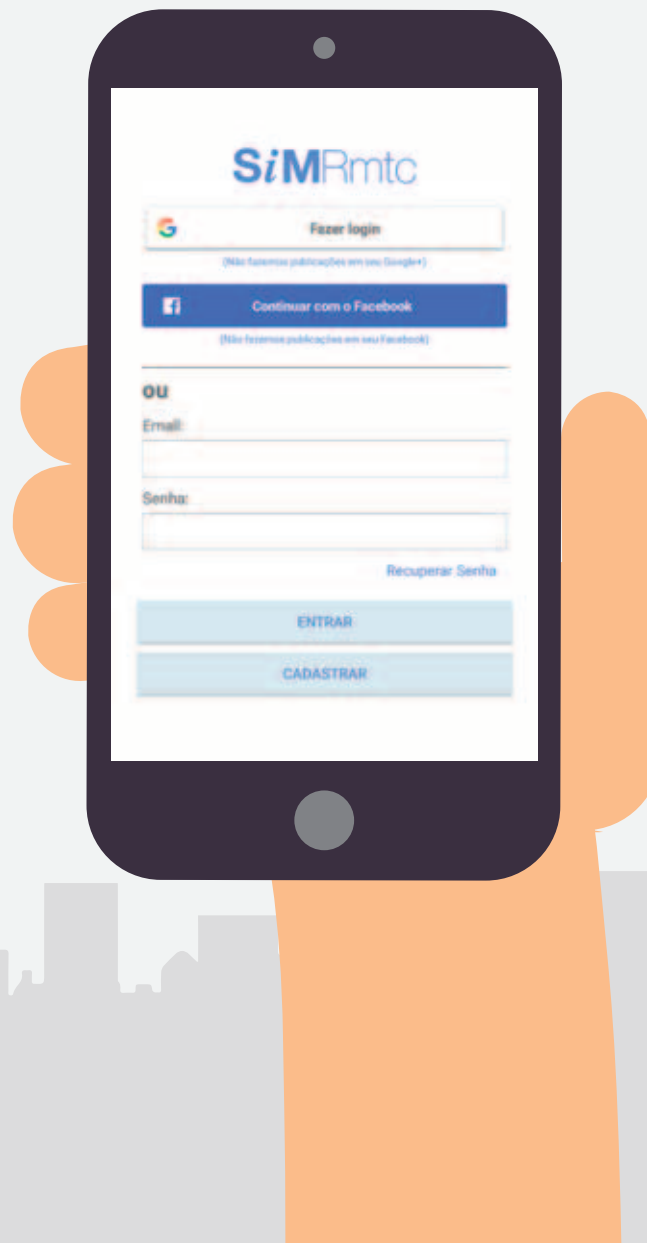 SiMRmtc
Fazer login
(Não fazemos publicações em seu Google+)
Continuar com o Facebook
(Não fazemos publicações em seu Facebook)
ou
Email:
Senha:
Recuperar Senha
ENTRAR
CADASTRAR